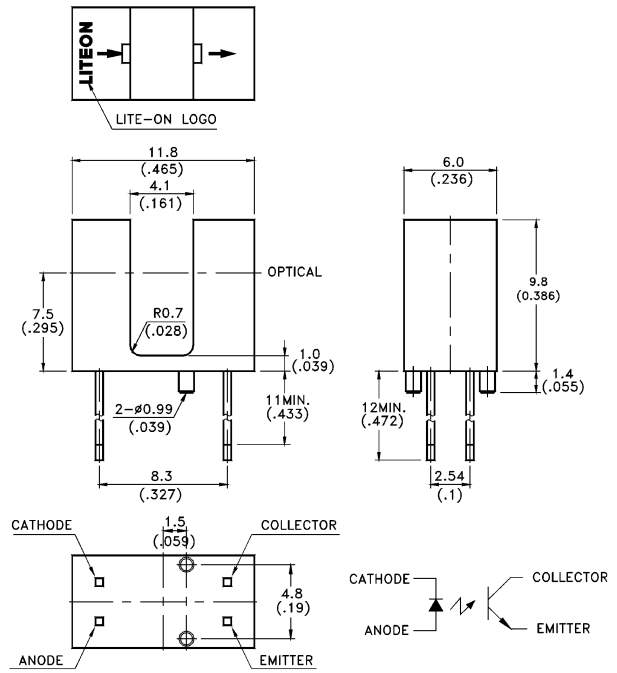 LITEON
LITE-ON LOGO
11.8
(.465)
4.1
(.161)
6.0
(.236)
OPTICAL
7.5
(.295)
R0.7
(.028)
1.0
(.039)
9.8
(0.386)
1.4
(.055)
2-ø0.99
(.039)
11MIN.
(.433)
12MIN.
(.472)
8.3
(.327)
2.54
(.1)
CATHODE
1.5
(.059)
COLLECTOR
4.8
(.19)
ANODE
EMITTER
CATHODE
COLLECTOR
ANODE
EMITTER